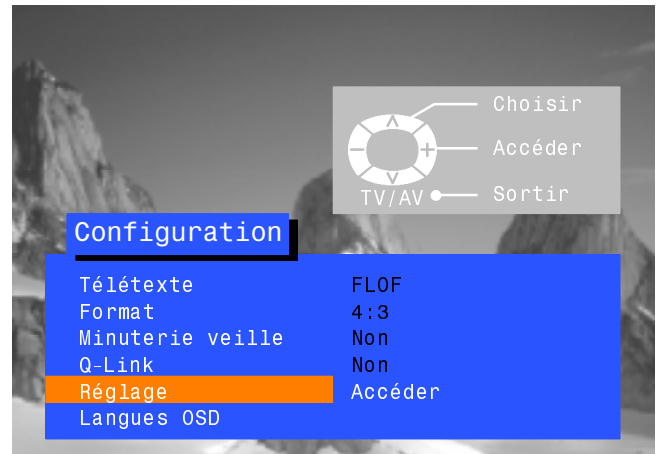 Choisir
Accéder
TV/AV Sortir
Configuration
Télétexte FLOF
Format 4:3
Minuterie veille Non
Q-Link Non
Réglage Accéder
Langues OSD